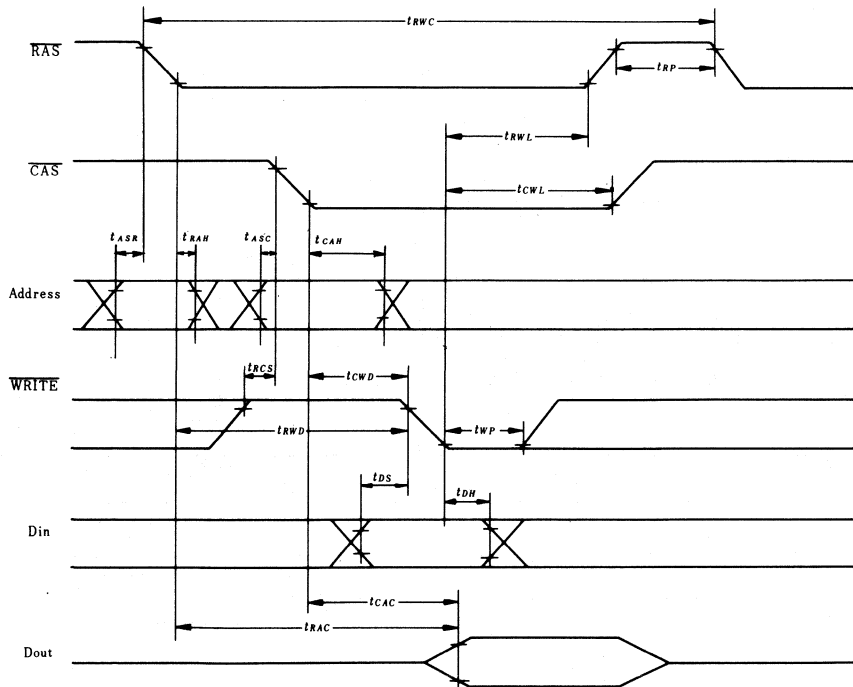 tRWC
RAS
tRP
tRWL
CAS
tCWL
tASR tRAH tASC tCAH
Address
tRCS tCWD
WRITE
tRWD tWP
tDS tDH
Din
tCAC
tRAC
Dout